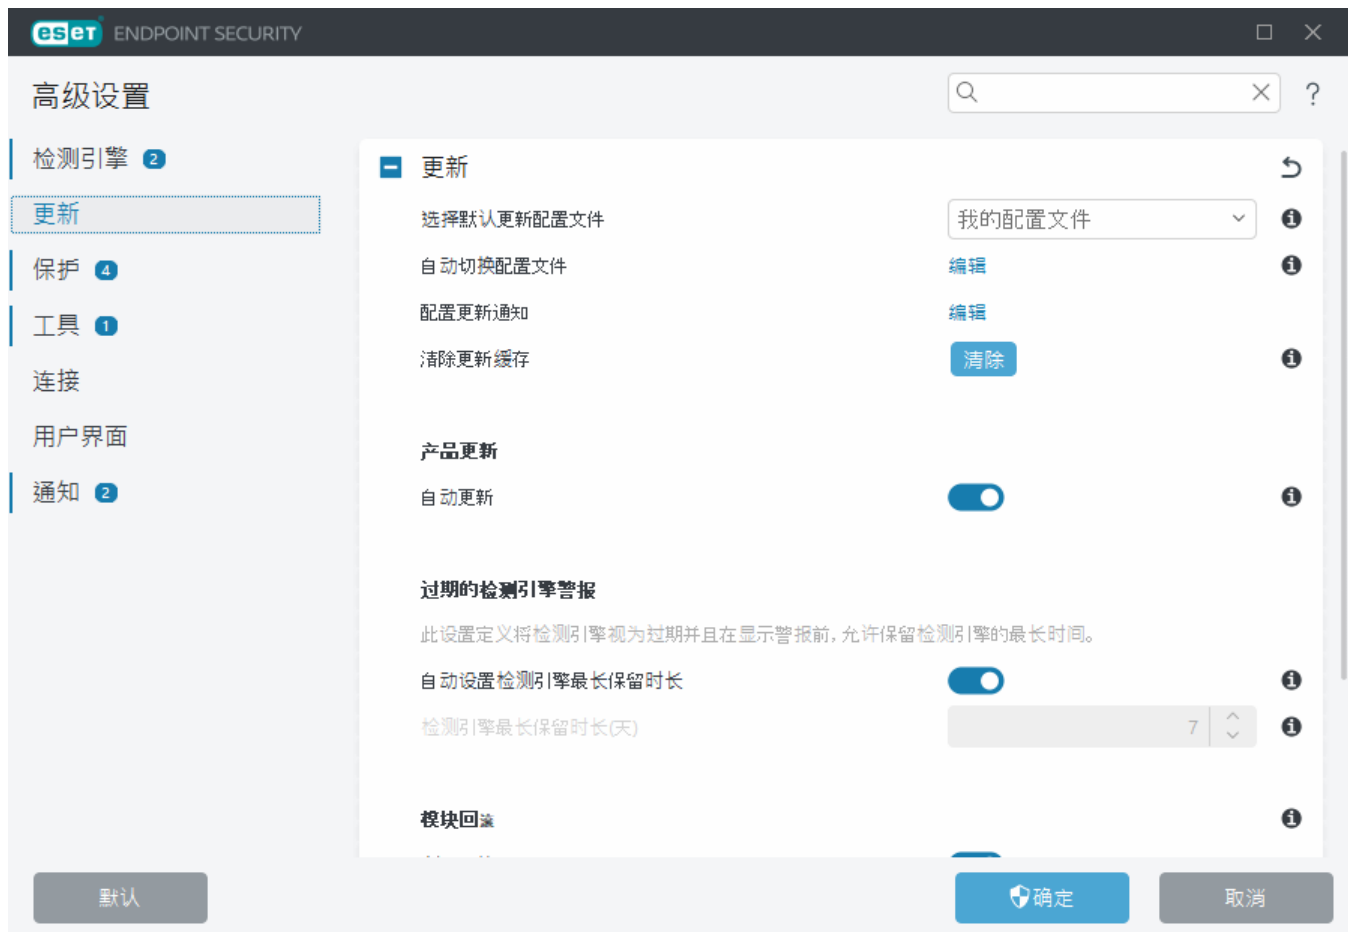 eset ENDPOINT SECURITY
高级设置
?
检测引擎 2
更新
保护 4
工具 1
连接
用户界面
通知 2
更新
选择默认更新配置文件 我的配置文件
自动切换配置文件 编辑
配置更新通知 编辑
清除更新缓存 清除
产品更新
自动更新
过期的检测引擎警报
此设置定义将检测引擎视为过期并且在显示警报前,允许保留检测引擎的最长时间。
自动设置检测引擎最长保留时长
检测引擎最长保留时长(天) 7
模块回滚
默认 确定 取消